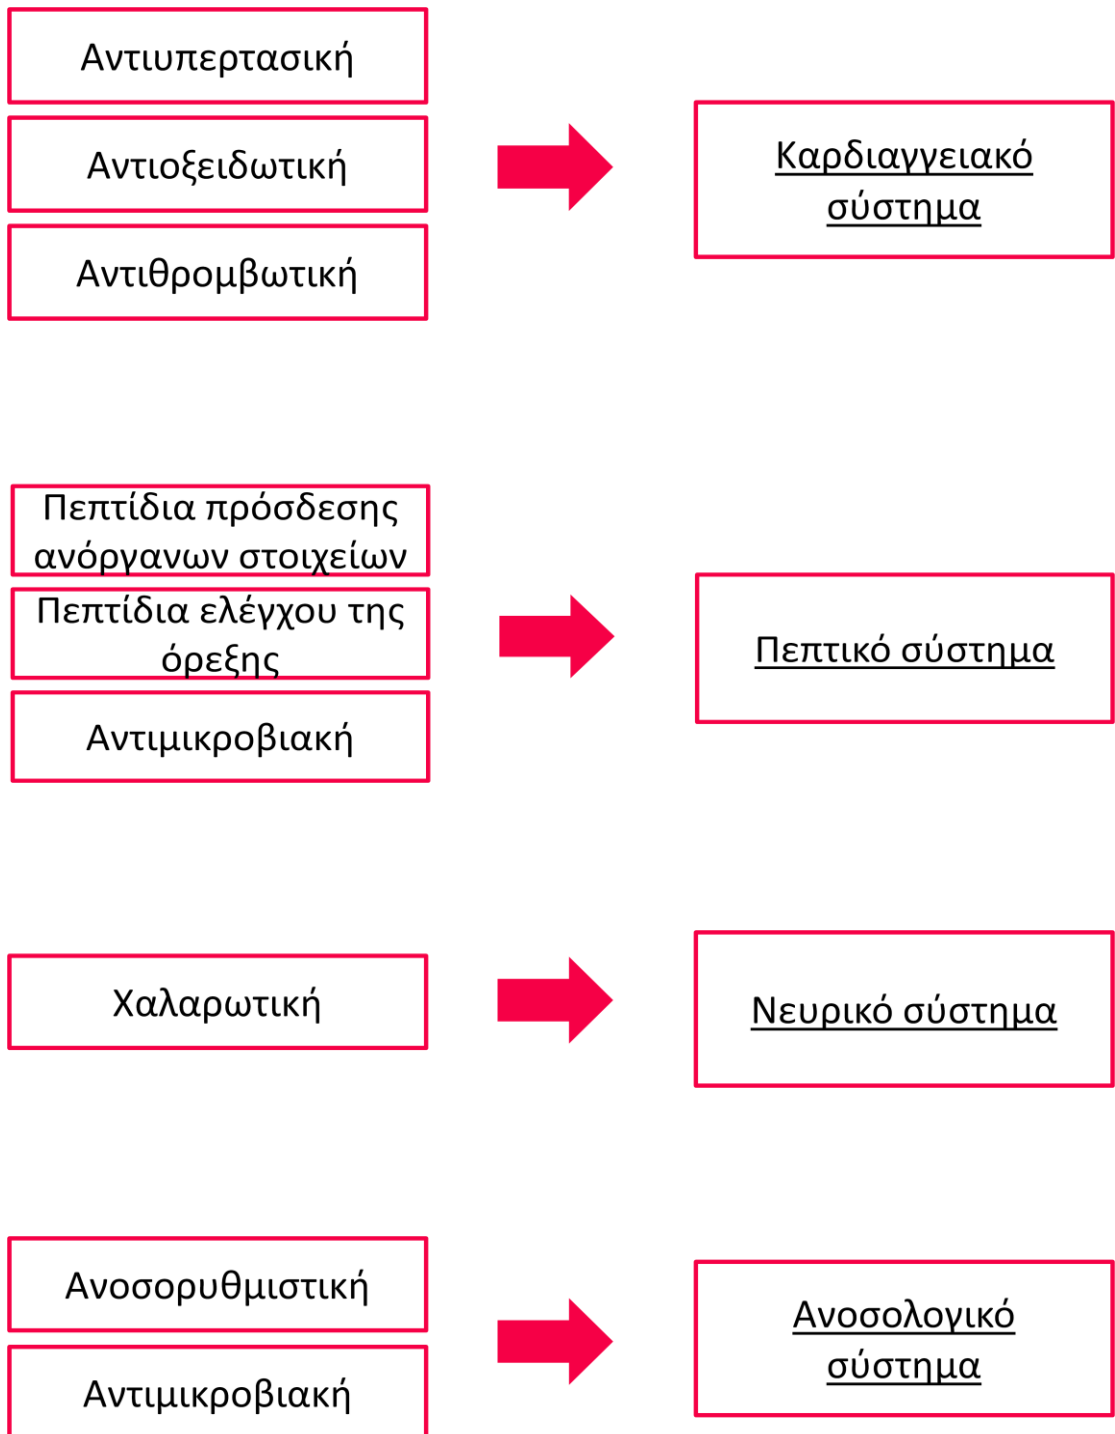 Αντιυπερτασική
Αντιοξειδωτική
Αντιθρομβωτική
Καρδιαγγειακό
σύστημα
Πεπτίδια πρόσδεσης
ανόργανων στοιχείων
Πεπτίδια ελέγχου της
όρεξης
Αντιμικροβιακή
Πεπτικό σύστημα
Χαλαρωτική
Νευρικό σύστημα
Ανοσορυθμιστική
Αντιμικροβιακή
Ανοσολογικό
σύστημα